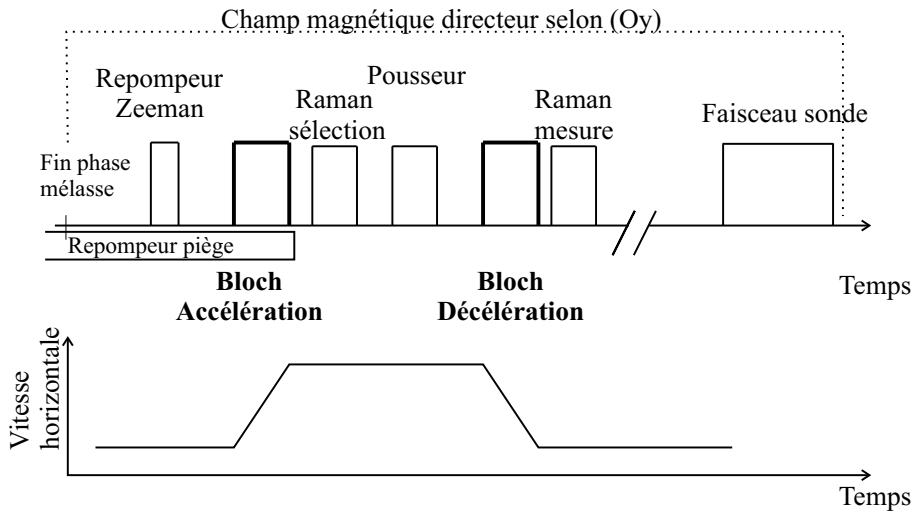 Champ magnétique directeur selon (Oy)
Repompeur
Zeeman
Raman
sélection
Pousseur
Raman
mesure
Faisceau sonde
Fin phase
mélasse
Repompeur piège
Bloch
Accélération
Bloch
Décélération
Temps
Vitesse
horizontale
Temps